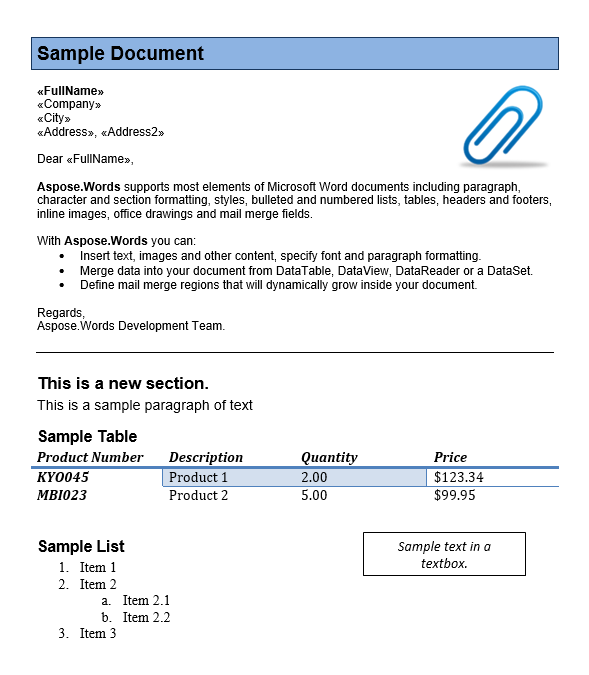 Sample Document
«FullName»
«Company»
«City»
«Address», «Address2»
Dear «FullName»,
Aspose.Words supports most elements of Microsoft Word documents including paragraph,
character and section formatting, styles, bulleted and numbered lists, tables, headers and footers,
inline images, office drawings and mail merge fields.
With Aspose.Words you can:
• Insert text, images and other content, specify font and paragraph formatting.
• Merge data into your document from DataTable, DataView, DataReader or a DataSet.
• Define mail merge regions that will dynamically grow inside your document.
Regards,
Aspose.Words Development Team.
This is a new section.
This is a sample paragraph of text
Sample Table
Product Number Description Quantity Price
KYO045 Product 1 2.00 $123.34
MBI023 Product 2 5.00 $99.95
Sample List
1. Item 1
2. Item 2
a. Item 2.1
b. Item 2.2
3. Item 3
Sample text in a
textbox.